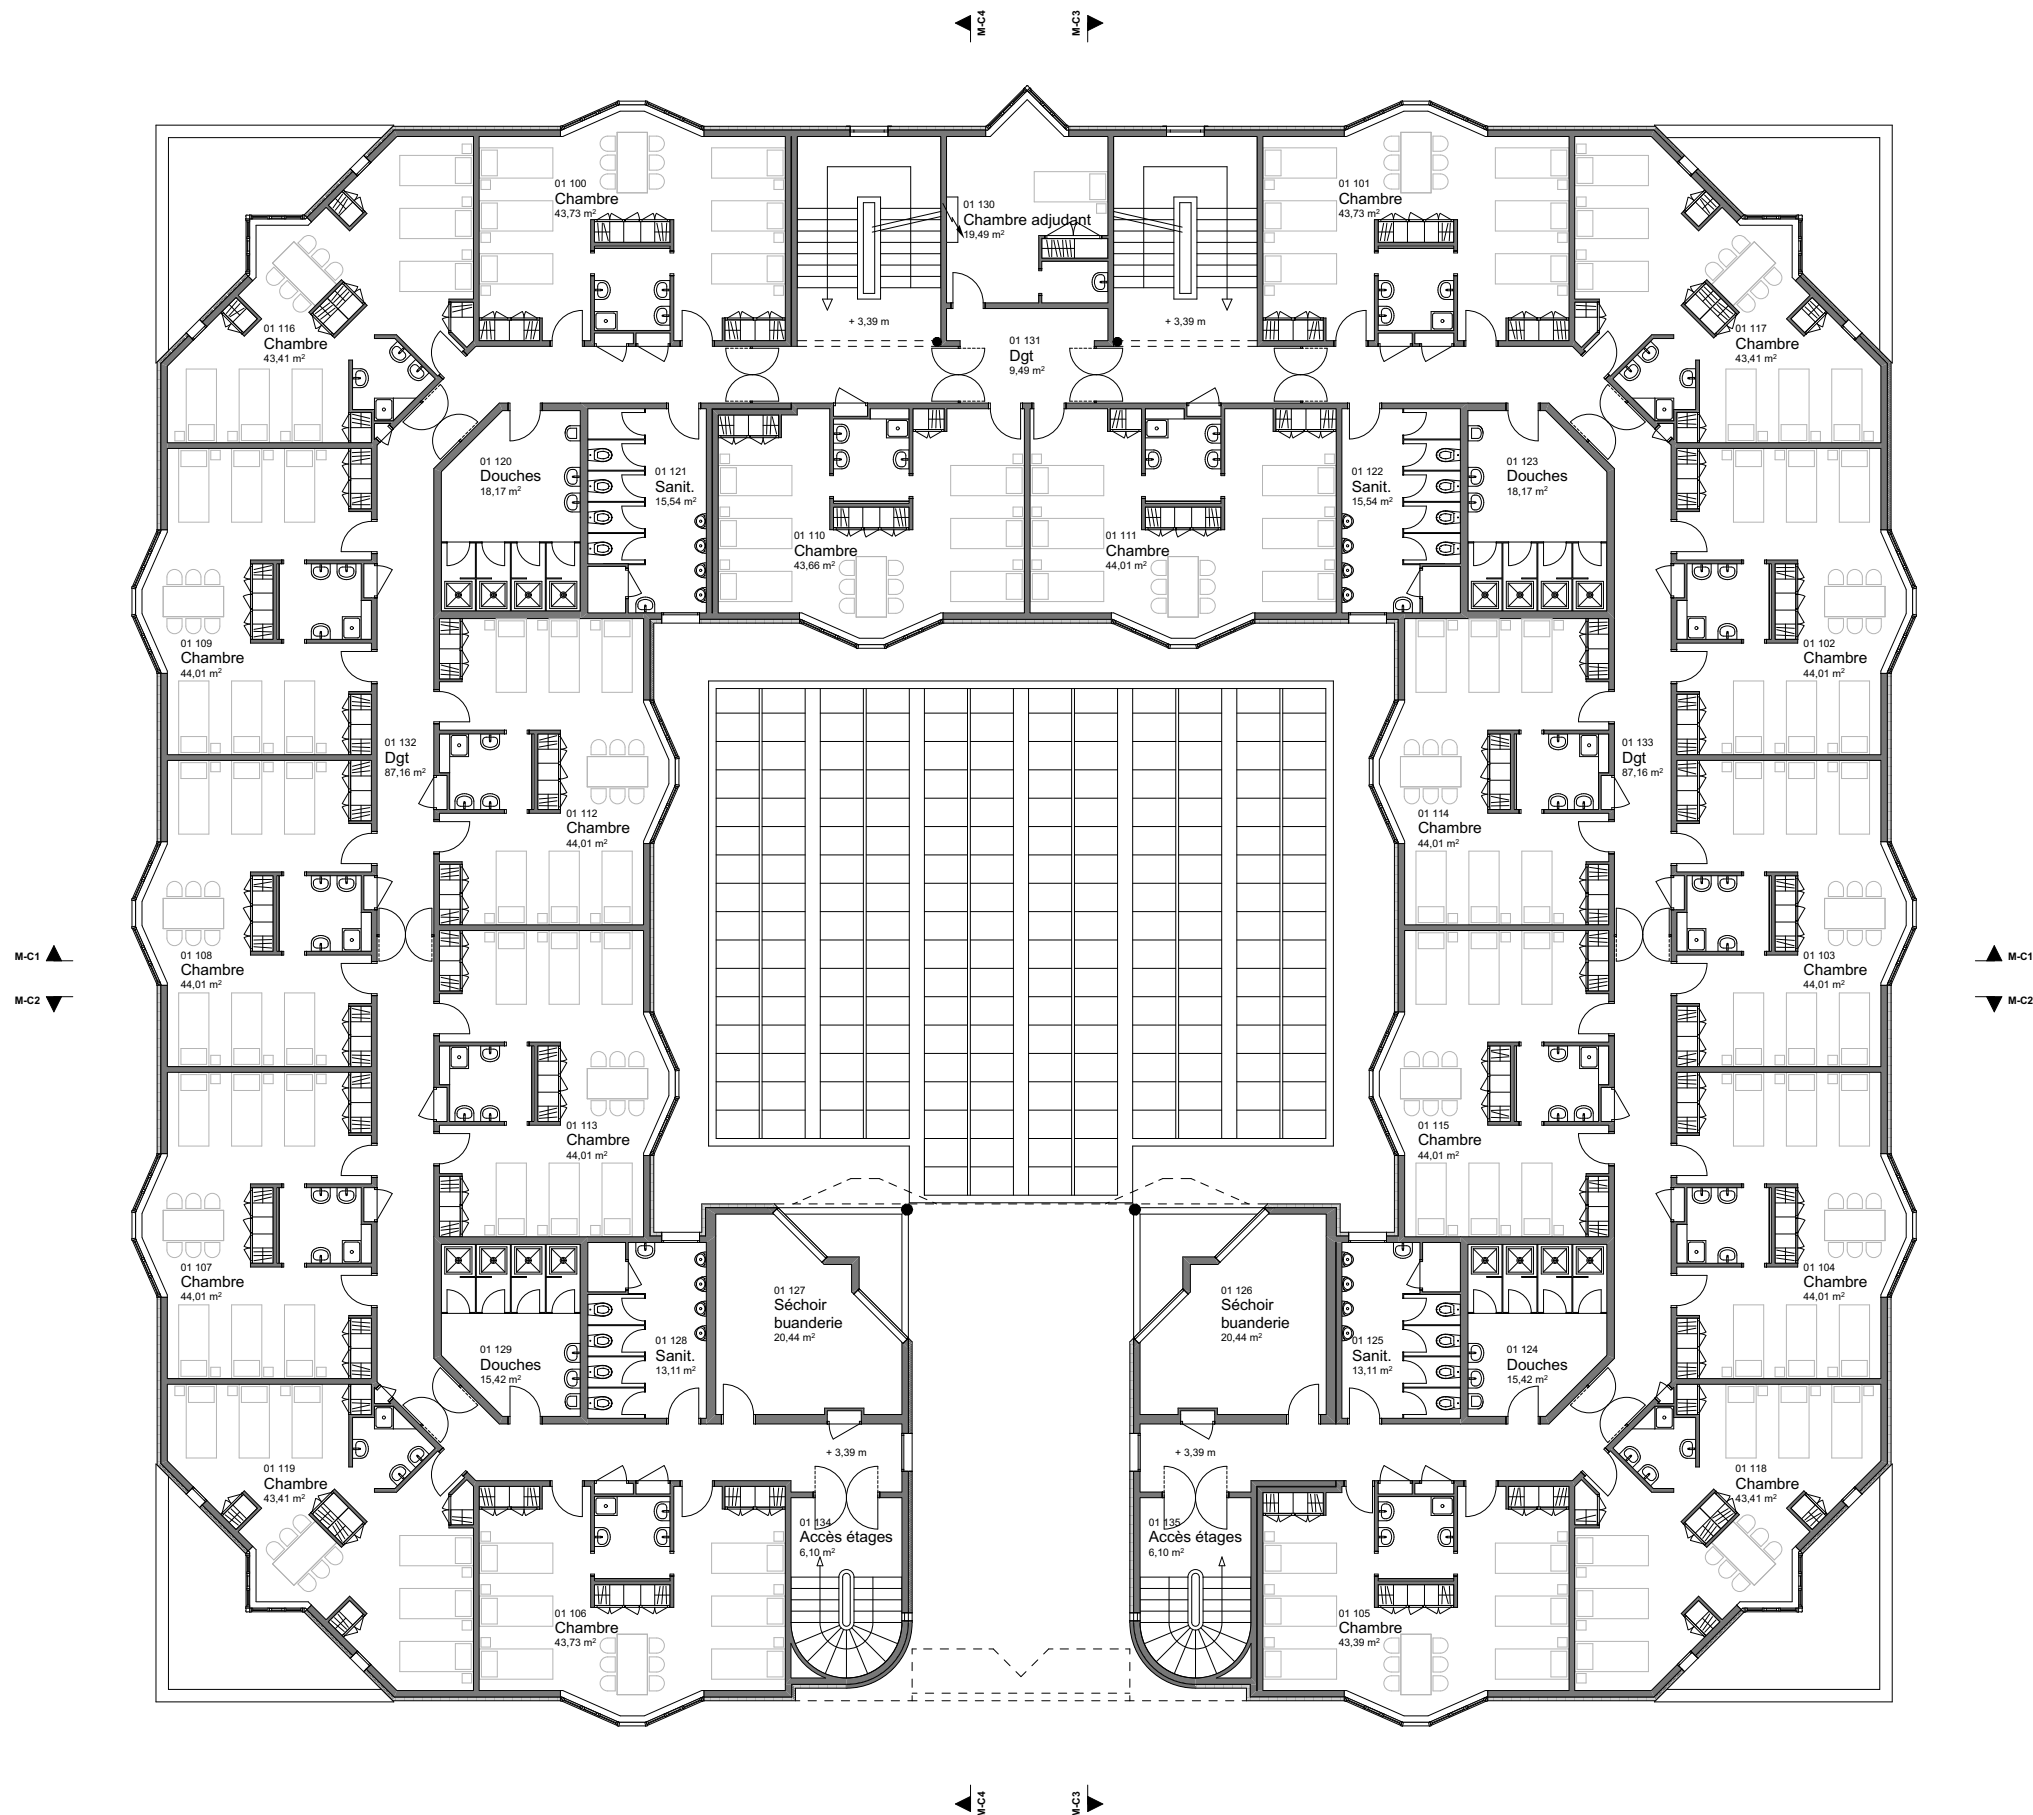 M-C4
M-C3
01 100
Chambre
43,73 m²
01 130
Chambre adjudant
19,49 m²
01 101
Chambre
43,73 m²
01 116
Chambre
43,41 m²
+ 3,39 m
01 131
Dgt
9,49 m²
+ 3,39 m
01 117
Chambre
43,41 m²
01 120
Douches
18,17 m²
01 121
Sanit.
15,54 m²
01 122
Sanit.
15,54 m²
01 123
Douches
18,17 m²
01 110
Chambre
43,66 m²
01 111
Chambre
44,01 m²
01 109
Chambre
44,01 m²
01 102
Chambre
44,01 m²
01 132
Dgt
87,16 m²
01 133
Dgt
87,16 m²
01 112
Chambre
44,01 m²
01 114
Chambre
44,01 m²
01 108
Chambre
44,01 m²
01 103
Chambre
44,01 m²
M-C1
M-C2
M-C1
M-C2
01 113
Chambre
44,01 m²
01 115
Chambre
44,01 m²
01 107
Chambre
44,01 m²
01 104
Chambre
44,01 m²
01 127
Séchoir
buanderie
20,44 m²
01 126
Séchoir
buanderie
20,44 m²
01 129
Douches
15,42 m²
01 128
Sanit.
13,11 m²
01 125
Sanit.
13,11 m²
01 124
Douches
15,42 m²
01 119
Chambre
43,41 m²
+ 3,39 m
+ 3,39 m
01 118
Chambre
43,41 m²
01 134
Accès étages
6,10 m²
01 135
Accès étages
6,10 m²
01 106
Chambre
43,73 m²
01 105
Chambre
43,39 m²
M-C4
M-C3